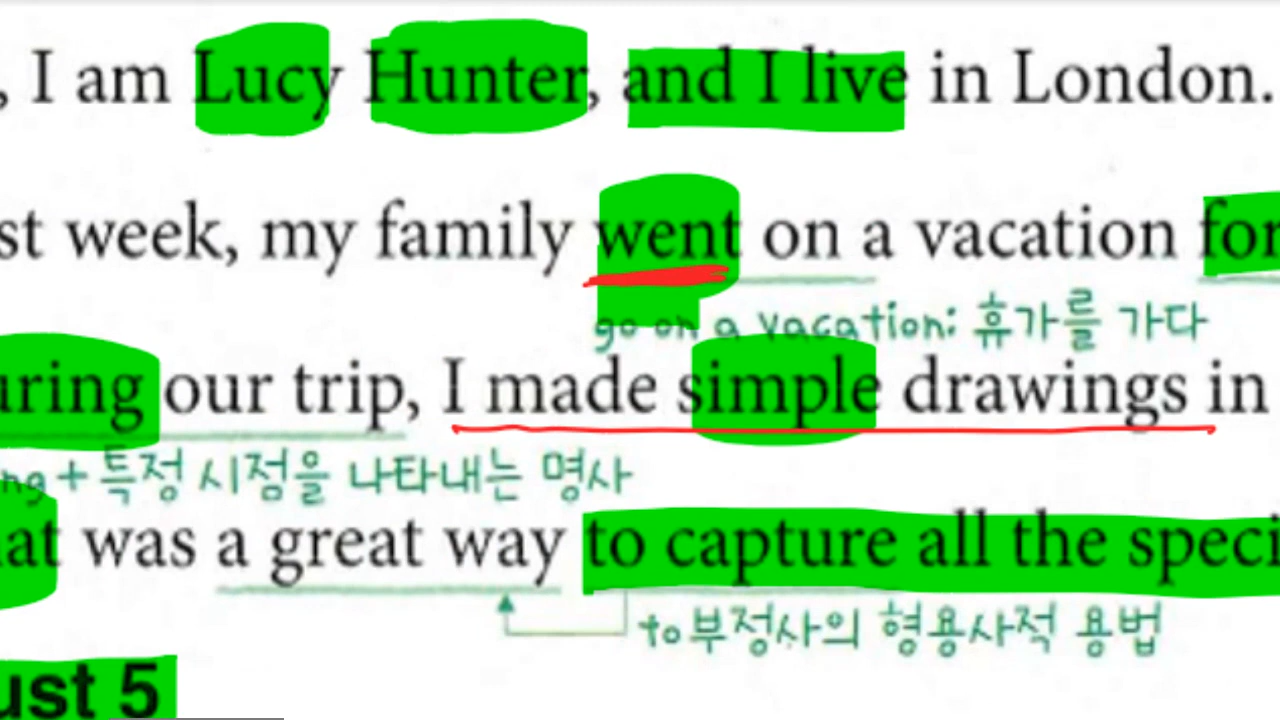 , I am Lucy Hunter, and I live in London.
st week, my family went on a vacation for
go on a vacation: 휴가를 가다
uring our trip, I made simple drawings in
ng + 특정 시점을 나타내는 명사
at was a great way to capture all the speci
to부정사의 형용사적 용법
ust 5